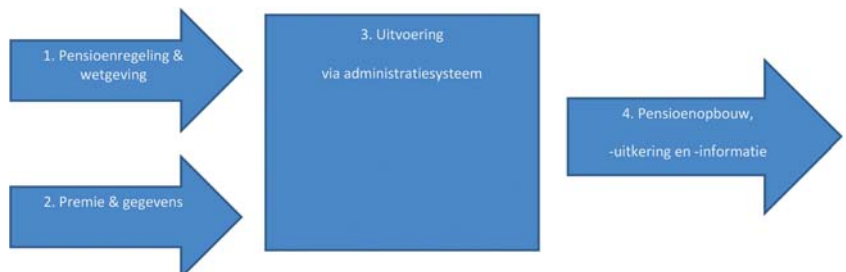 1. Pensioenregeling &
wetgeving
2. Premie & gegevens
3. Uitvoering
via administratiesysteem
4. Pensioenopbouw,
-uitkering en -informatie